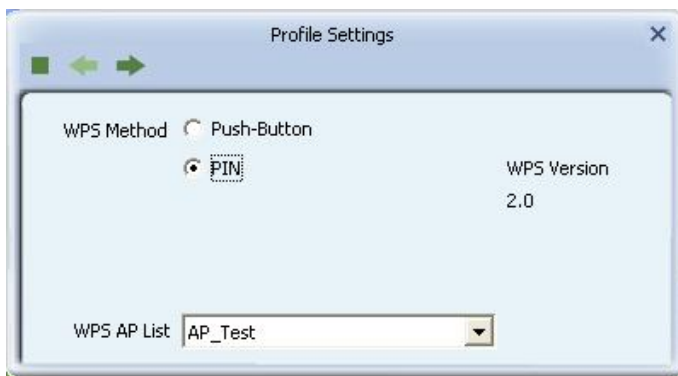 Profile Settings
WPS Method Push-Button
PIN WPS Version
2.0
WPS AP List AP_Test